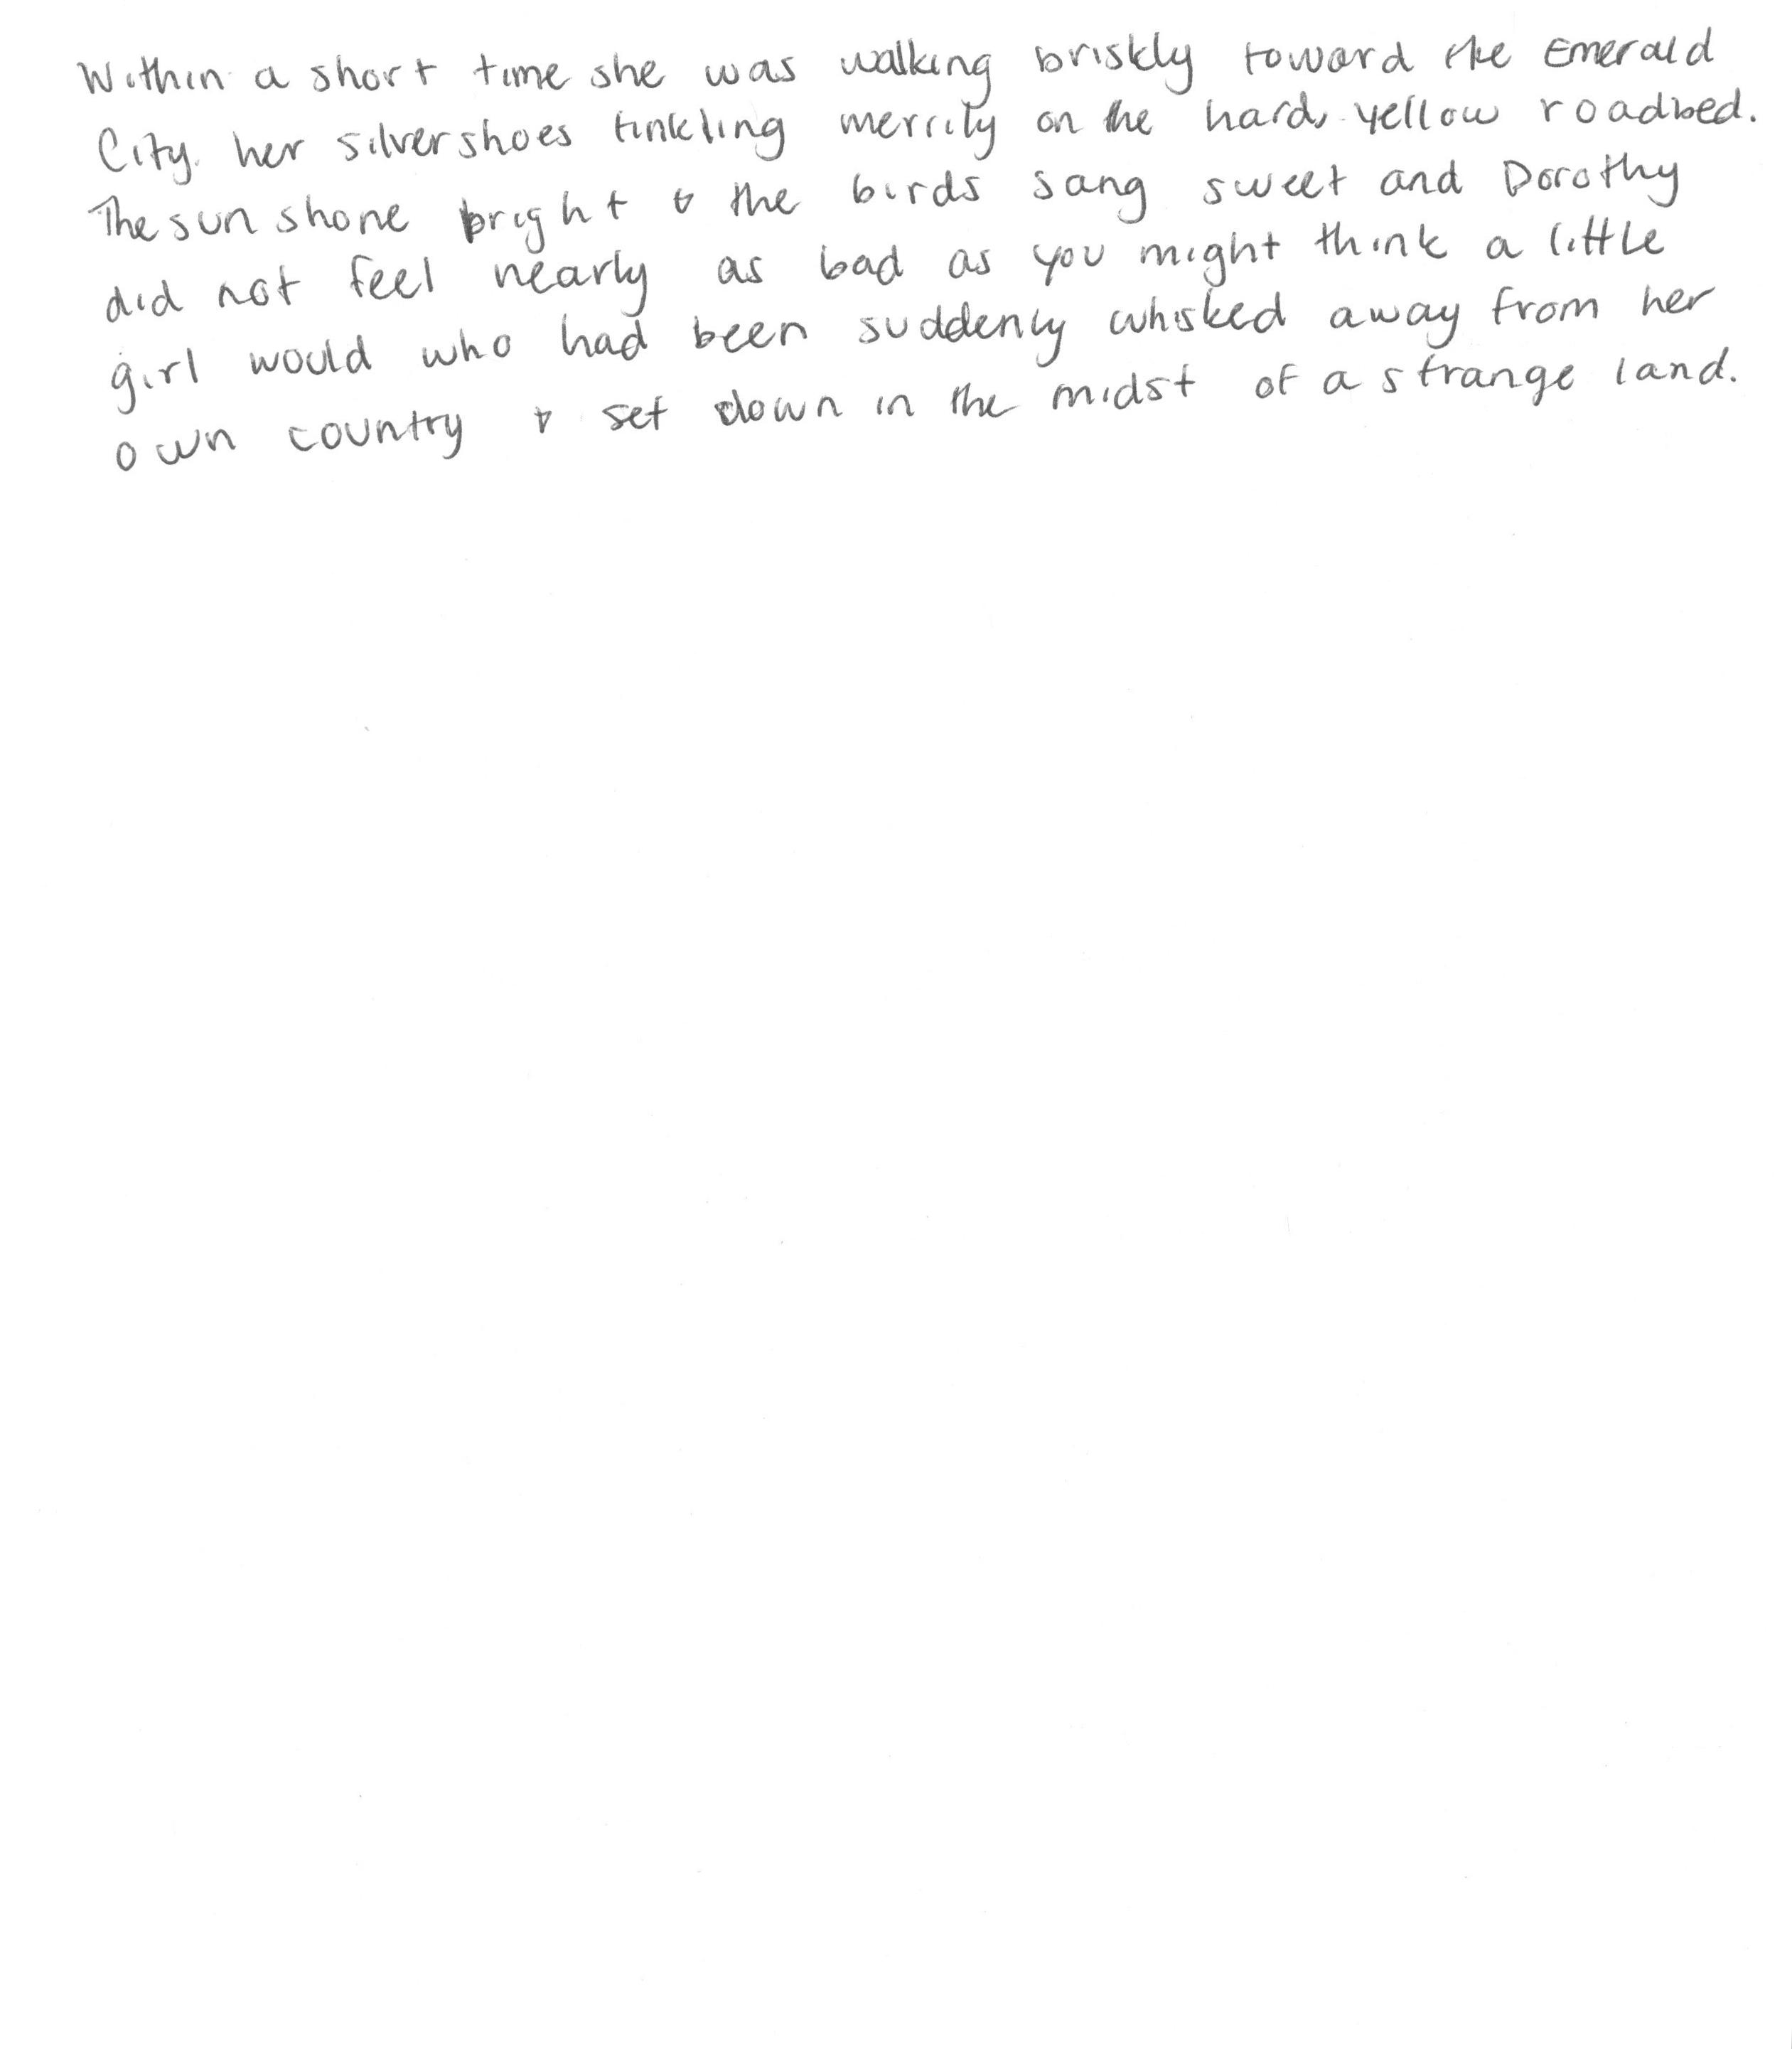 Within a short time she was walking briskly toward the Emerald
City, her silver shoes tinkling merrily on the hard, yellow roadbed.
The sun shone bright & the birds sang sweet and Dorothy
did not feel nearly as bad as you might think a little
girl would who had been suddenly whisked away from her
own country & set down in the midst of a strange land.